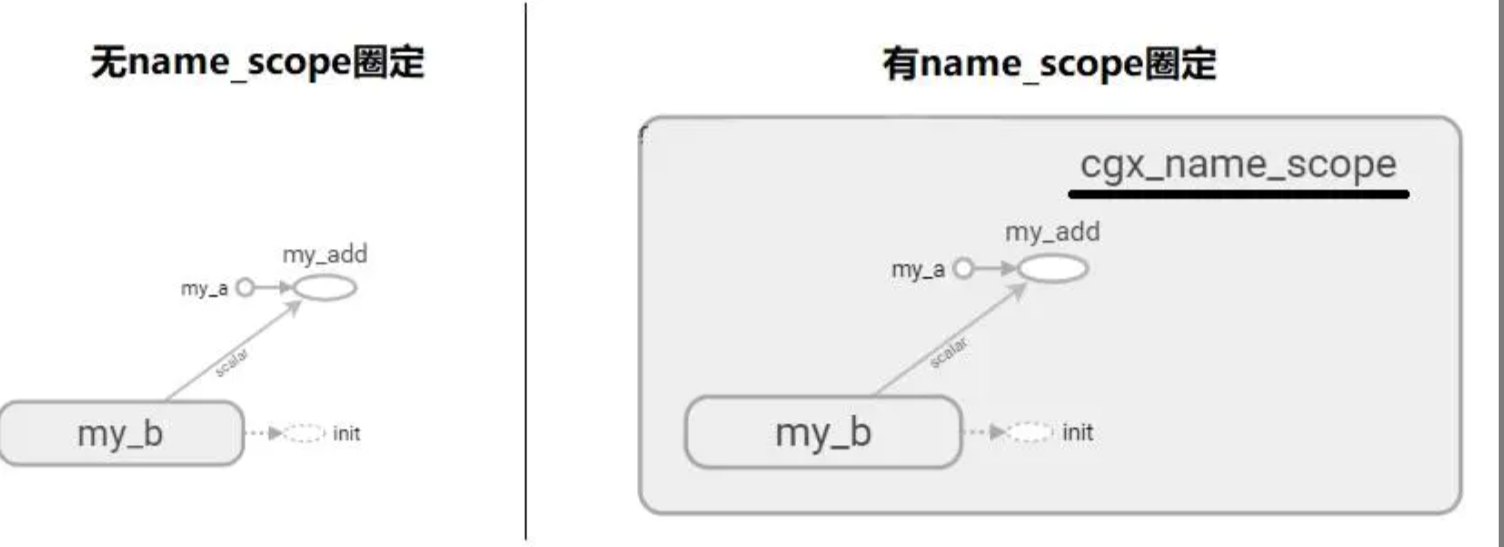 无name_scope圈定
my_add
my_a
scalar
my_b
init
有name_scope圈定
cgx_name_scope
my_add
my_a
scalar
my_b
init